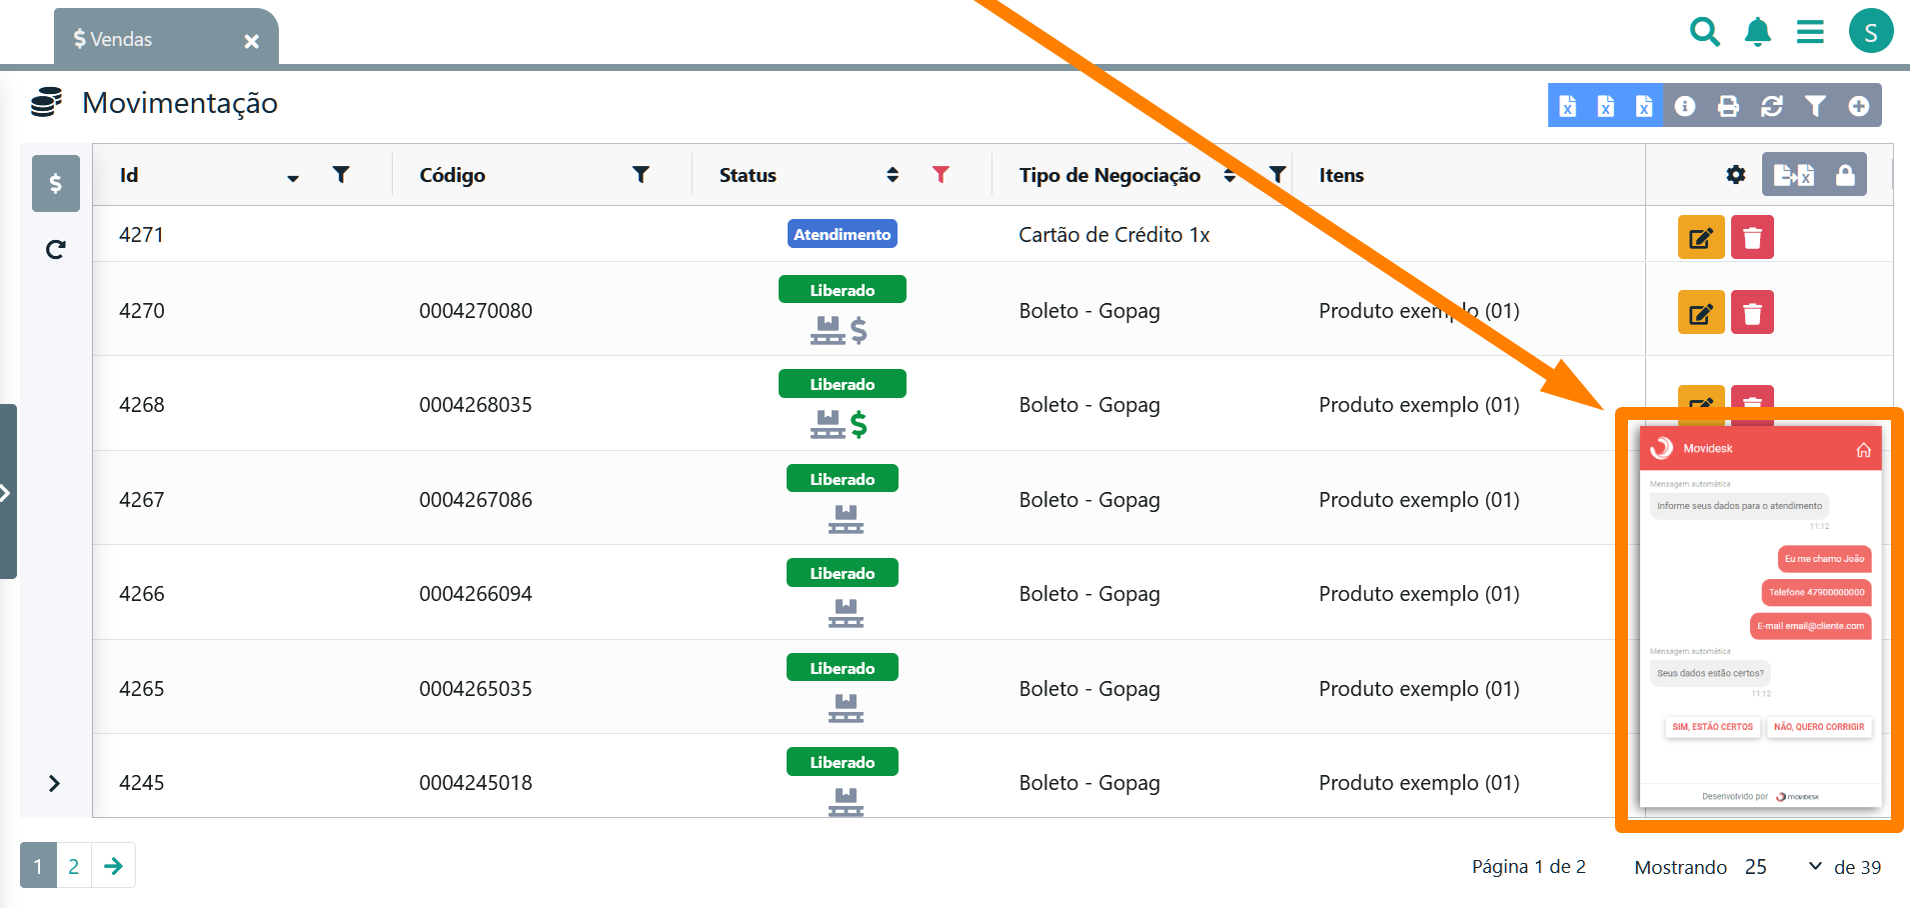 $ Vendas ×
S
Movimentação
Id Código Status Tipo de Negociação Itens
4271 Atendimento Cartão de Crédito 1x
4270 0004270080 Liberado Boleto - Gopag Produto exemplo (01)
4268 0004268035 Liberado Boleto - Gopag Produto exemplo (01)
4267 0004267086 Liberado Boleto - Gopag Produto exemplo (01)
4266 0004266094 Liberado Boleto - Gopag Produto exemplo (01)
4265 0004265035 Liberado Boleto - Gopag Produto exemplo (01)
4245 0004245018 Liberado Boleto - Gopag Produto exemplo (01)
Movidesk
Mensagem automática
Informe seus dados para o atendimento
11:12
Eu me chamo João
Telefone 47900000000
E-mail email@cliente.com
Mensagem automática
Seus dados estão certos?
11:12
SIM, ESTÃO CERTOS NÃO, QUERO CORRIGIR
Desenvolvido por MOVIDESK
1 2 Página 1 de 2 Mostrando 25 de 39